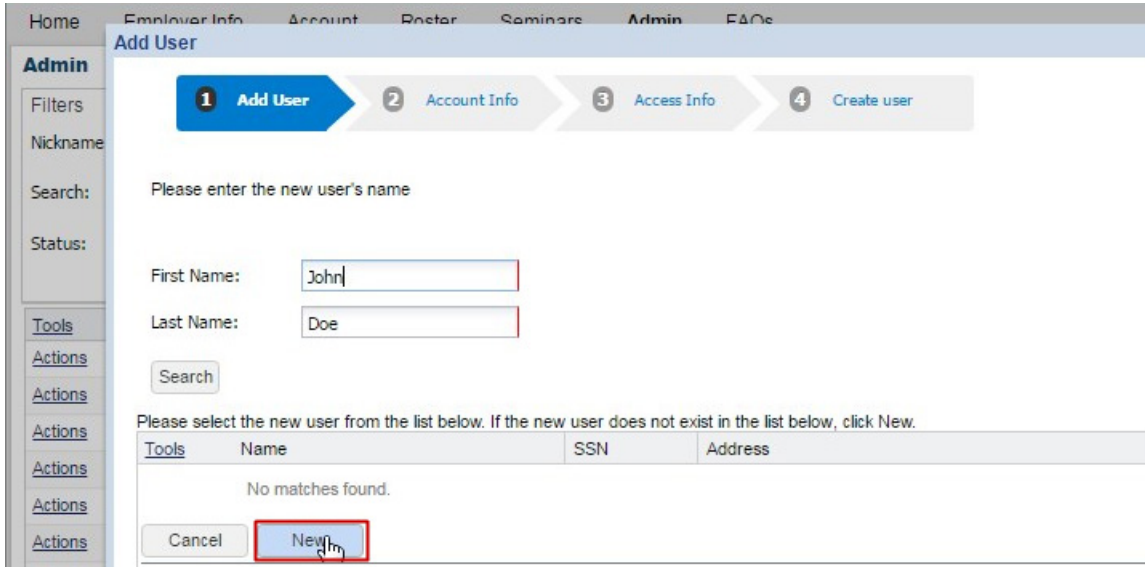 Home Employer Info Account Roster Seminars Admin FAQs
Add User
Admin
1 Add User 2 Account Info 3 Access Info 4 Create user
Filters
Nickname
Please enter the new user's name
Search:
Status:
First Name: John
Last Name: Doe
Tools
Actions
Search
Actions
Please select the new user from the list below. If the new user does not exist in the list below, click New.
Actions
Tools Name SSN Address
Actions
No matches found.
Actions
Cancel New
Actions